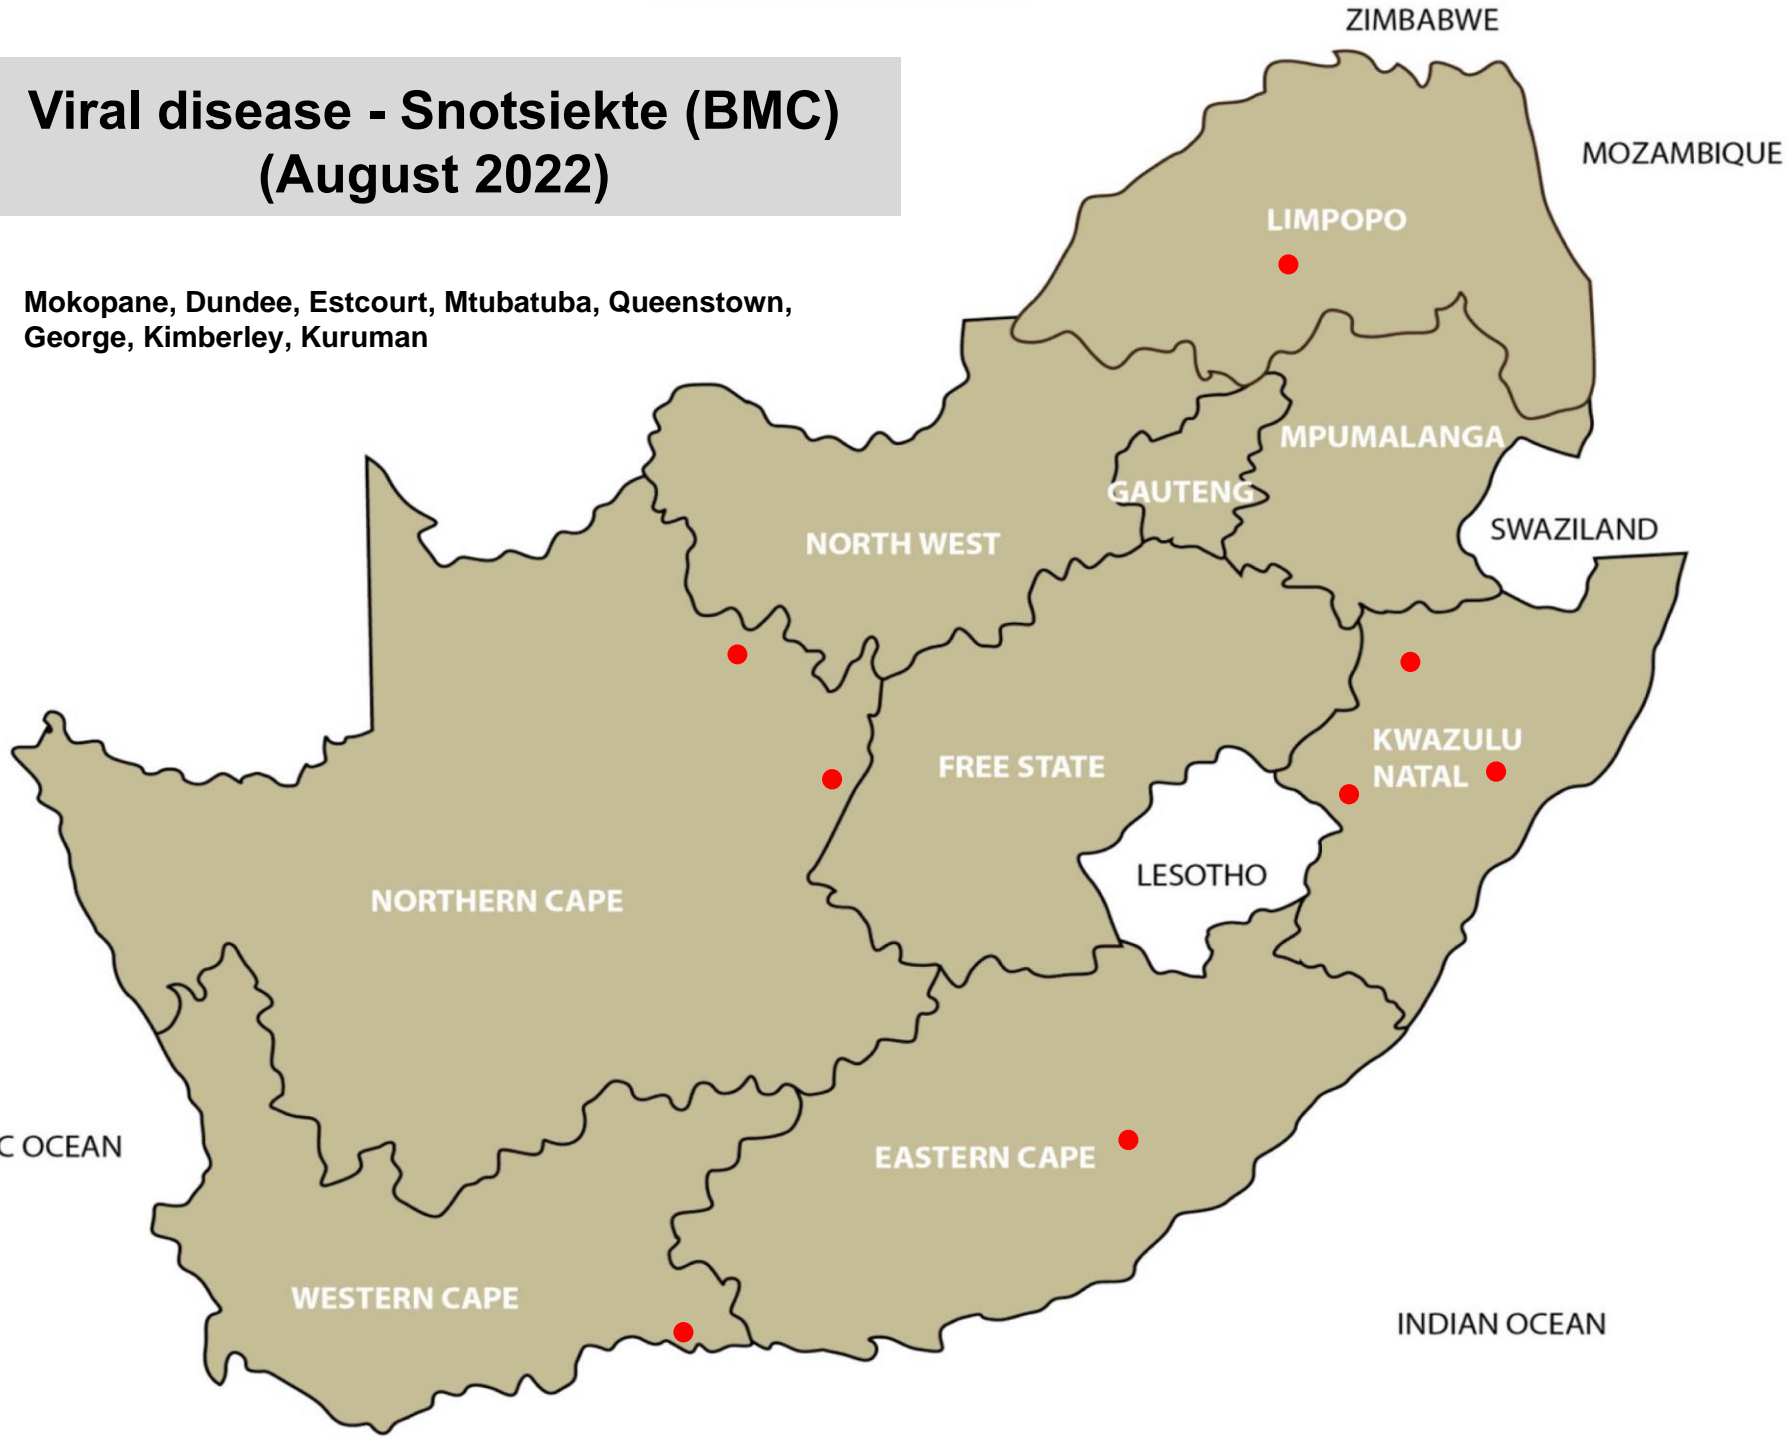 ZIMBABWE
Viral disease - Snotsiekte (BMC)
(August 2022)
MOZAMBIQUE
LIMPOPO
Mokopane, Dundee, Estcourt, Mtubatuba, Queenstown,
George, Kimberley, Kuruman
MPUMALANGA
GAUTENG
NORTH WEST
SWAZILAND
KWAZULU
NATAL
FREE STATE
LESOTHO
NORTHERN CAPE
C OCEAN
EASTERN CAPE
WESTERN CAPE
INDIAN OCEAN